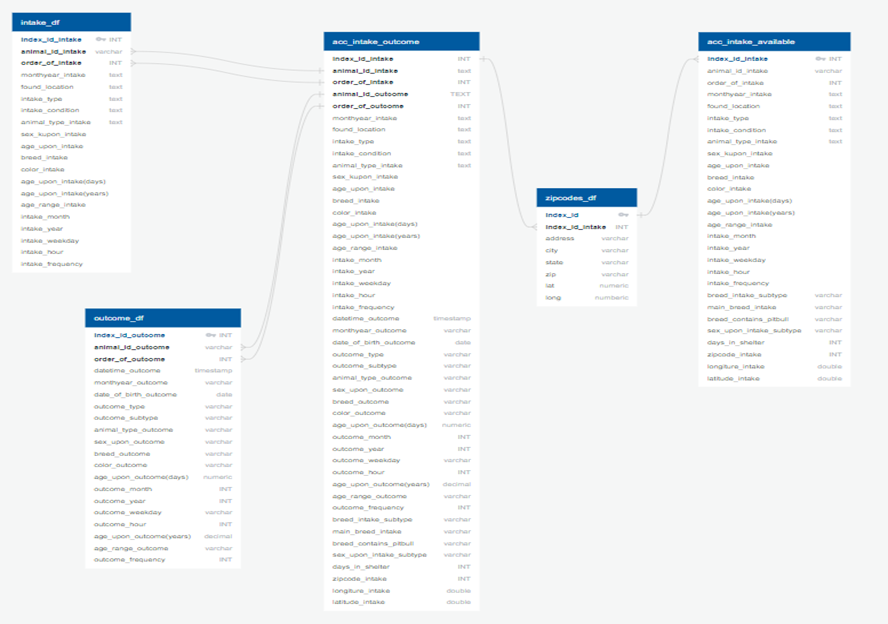 intake_df
index_id_intake INT
animal_id_intake varchar
order_of_intake INT
monthyear_intake text
found_location text
intake_type text
intake_condition text
animal_type_intake text
sex_kupon_intake
age_upon_intake
breed_intake
color_intake
age_upon_intake(days)
age_upon_intake(years)
age_range_intake
intake_month
intake_year
intake_weekday
intake_hour
intake_frequency
outcome_df
index_id_outoome INT
animal_id_outoome varchar
order_of_outoome INT
datetime_outcome timestamp
monthyear_outcome varchar
date_of_birth_outcome date
outcome_type varchar
outcome_subtype varchar
animal_type_outcome varchar
sex_upon_outcome varchar
breed_outcome varchar
color_outcome varchar
age_upon_outcome(days) numeric
outcome_month INT
outcome_year INT
outcome_weekday varchar
outcome_hour INT
age_upon_outcome(years) decimal
age_range_outcome varchar
outcome_frequency INT
acc_intake_outcome
index_id_intake INT
animal_id_intake text
order_of_intake INT
animal_id_outcome TEXT
order_of_outcome INT
monthyear_intake text
found_location text
intake_type text
intake_condition text
animal_type_intake text
sex_kupon_intake
age_upon_intake
breed_intake
color_intake
age_upon_intake(days)
age_upon_intake(years)
age_range_intake
intake_month
intake_year
intake_weekday
intake_hour
intake_frequency
datetime_outcome timestamp
monthyear_outcome varchar
date_of_birth_outcome date
outcome_type varchar
outcome_subtype varchar
animal_type_outcome varchar
sex_upon_outcome varchar
breed_outcome varchar
color_outcome varchar
age_upon_outcome(days) numeric
outcome_month INT
outcome_year INT
outcome_weekday varchar
outcome_hour INT
age_upon_outcome(years) decimal
age_range_outcome varchar
outcome_frequency INT
breed_intake_subtype varchar
main_breed_intake varchar
breed_contains_pitbull varchar
sex_upon_intake_subtype varchar
days_in_shelter INT
zipcode_intake INT
longiture_intake double
latitude_intake double
zipcodes_df
index_id
index_id_intake INT
address varchar
city varchar
state varchar
zip varchar
lat numeric
long numberic
acc_intake_available
index_id_intake INT
animal_id_intake varchar
order_of_intake INT
monthyear_intake text
found_location text
intake_type text
intake_condition text
animal_type_intake text
sex_kupon_intake
age_upon_intake
breed_intake
color_intake
age_upon_intake(days)
age_upon_intake(years)
age_range_intake
intake_month
intake_year
intake_weekday
intake_hour
intake_frequency
breed_intake_subtype varchar
main_breed_intake varchar
breed_contains_pitbull varchar
sex_upon_intake_subtype varchar
days_in_shelter INT
zipcode_intake INT
longiture_intake double
latitude_intake double